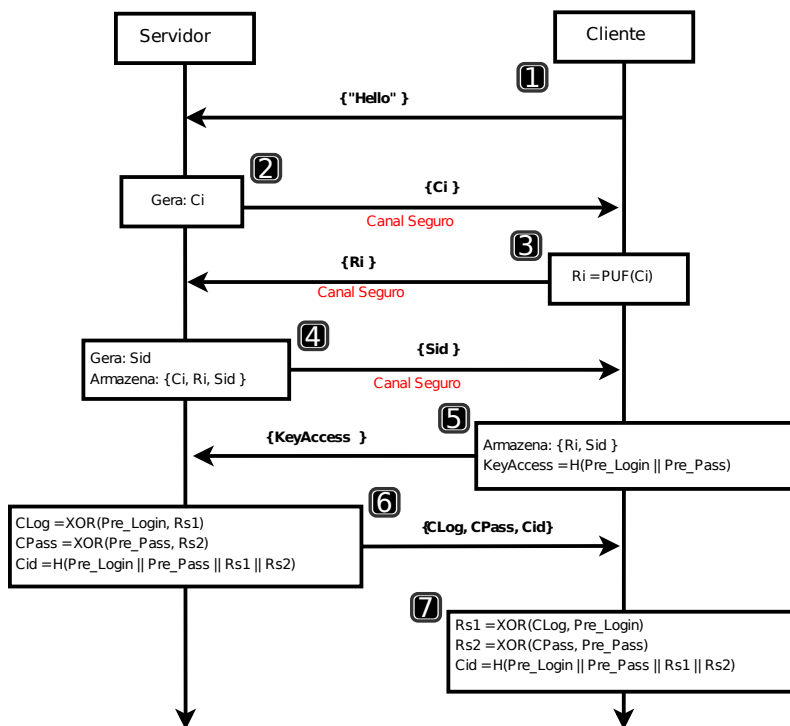 Servidor
Cliente
1
{"Hello" }
2
Gera: Ci
{Ci }
Canal Seguro
3
{Ri }
Canal Seguro
Ri =PUF(Ci)
4
Gera: Sid
Armazena: {Ci, Ri, Sid }
{Sid }
Canal Seguro
5
{KeyAccess }
Armazena: {Ri, Sid }
KeyAccess =H(Pre_Login || Pre_Pass)
6
CLog =XOR(Pre_Login, Rs1)
CPass =XOR(Pre_Pass, Rs2)
Cid =H(Pre_Login || Pre_Pass || Rs1 || Rs2)
{CLog, CPass, Cid}
7
Rs1 =XOR(CLog, Pre_Login)
Rs2 =XOR(CPass, Pre_Pass)
Cid =H(Pre_Login || Pre_Pass || Rs1 || Rs2)